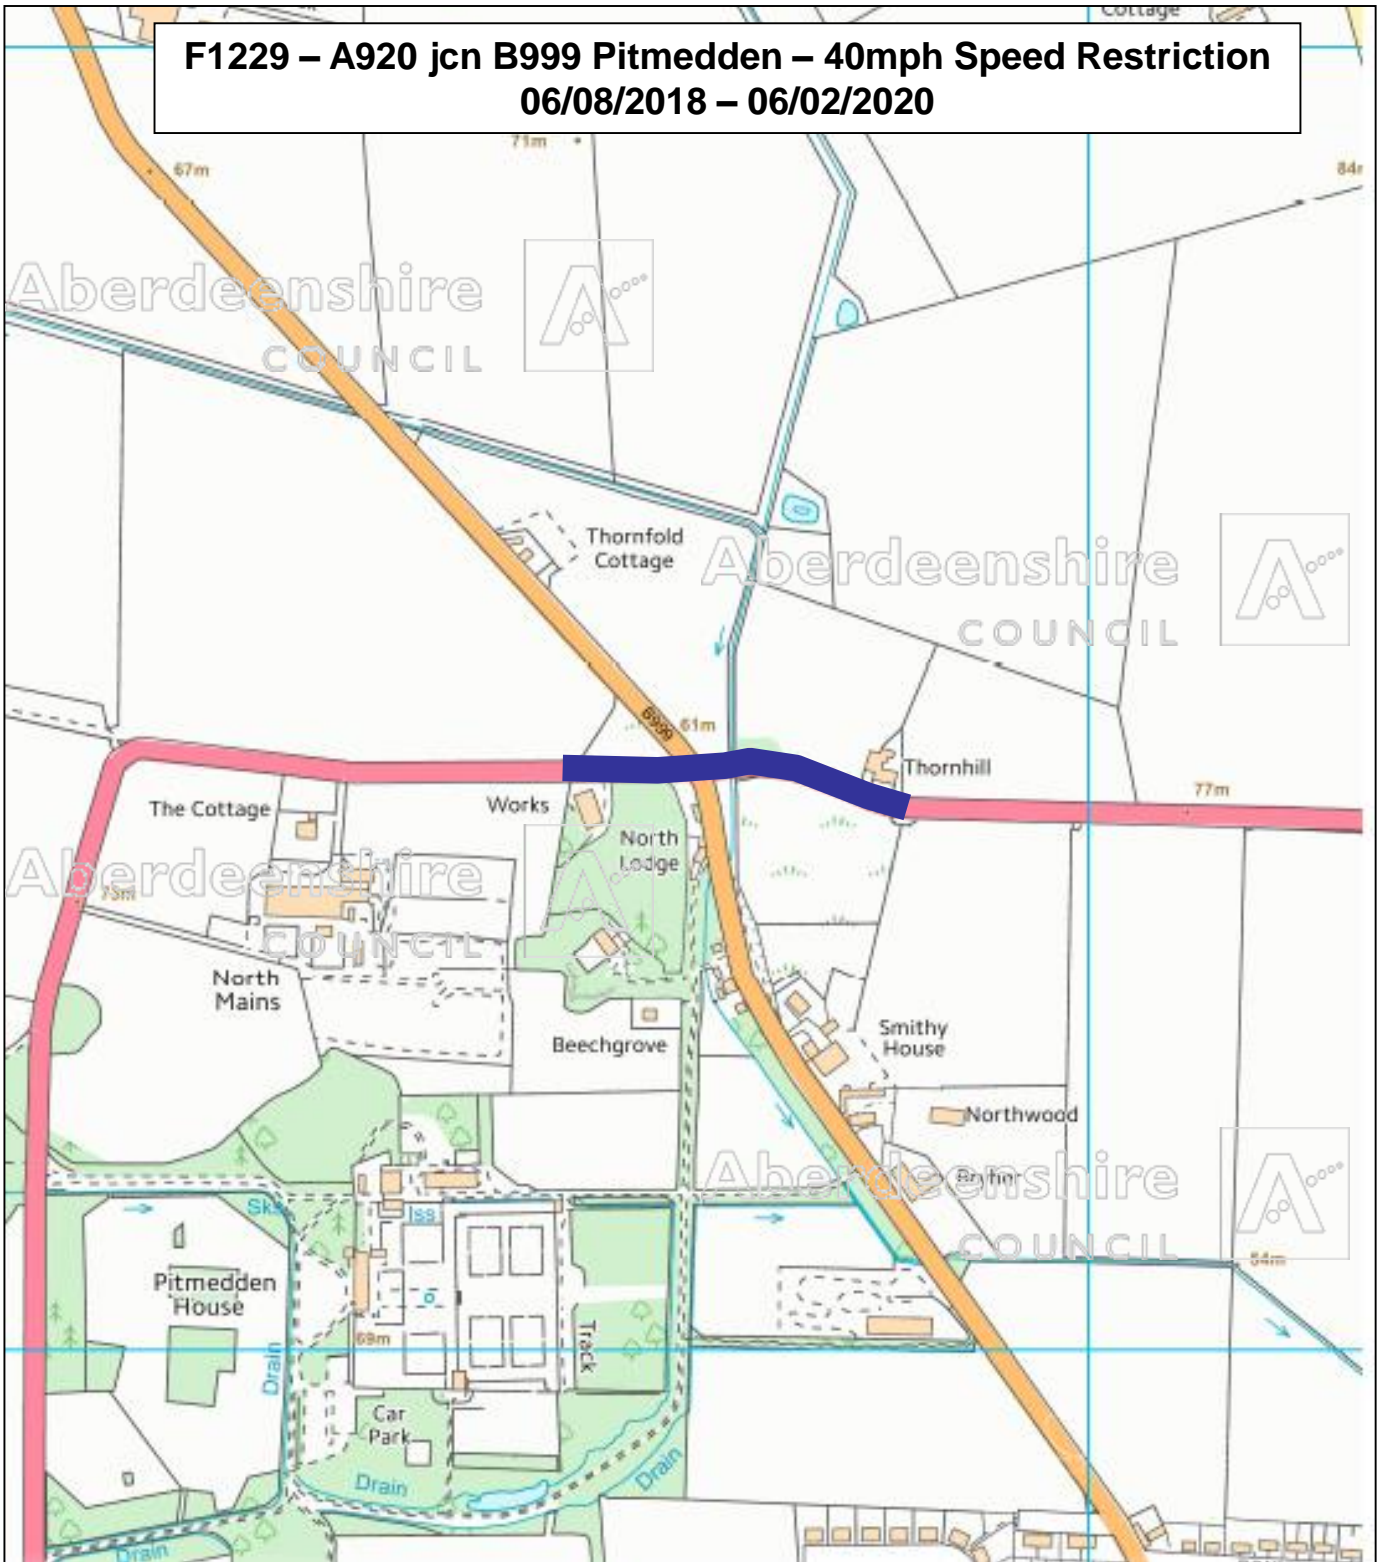 Cottage
F1229 – A920 jcn B999 Pitmedden – 40mph Speed Restriction
06/08/2018 – 06/02/2020
71m
67m
Aberdeenshire
COUNCIL
Thornfold
Cottage
Aberdeenshire
COUNCIL
B999
61m
Thornhill
77m
The Cottage
Works
North
Lodge
Aberdeenshire
COUNCIL
North
Mains
Beechgrove
Smithy
House
Northwood
Aberdeenshire
COUNCIL
Pitmedden
House
69m
Track
Drain
Car
Park
Drain
Drain
Drain